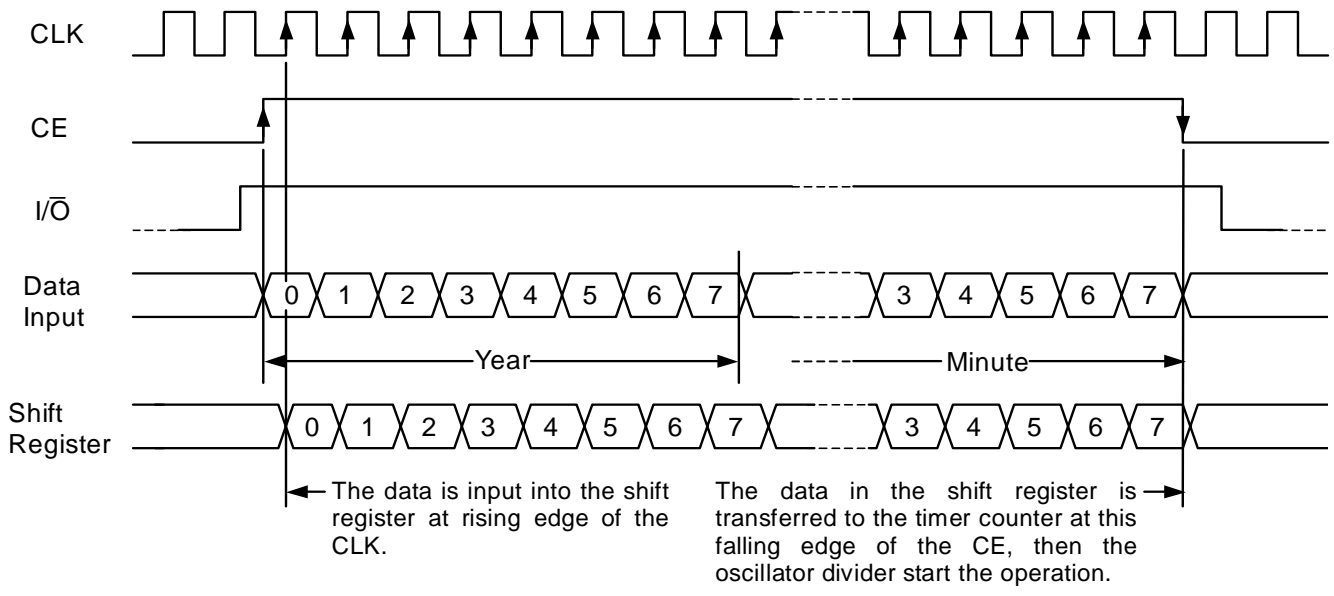 CLK
CE
I/O̅
Data
Input
0 1 2 3 4 5 6 7 3 4 5 6 7
Year Minute
Shift
Register
0 1 2 3 4 5 6 7 3 4 5 6 7
The data is input into the shift
register at rising edge of the
CLK.
The data in the shift register is
transferred to the timer counter at this
falling edge of the CE, then the
oscillator divider start the operation.